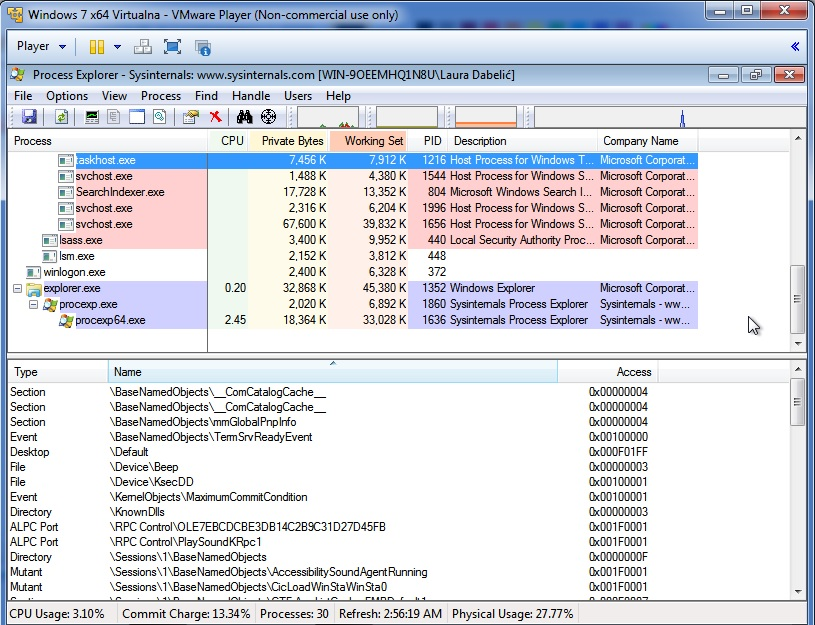 Windows 7 x64 Virtualna - VMware Player (Non-commercial use only)
Player
Process Explorer - Sysinternals: www.sysinternals.com [WIN-9OEEMHQ1N8U\Laura Dabelić]
File Options View Process Find Handle Users Help
Process CPU Private Bytes Working Set PID Description Company Name
taskhost.exe 7,456 K 7,912 K 1216 Host Process for Windows T... Microsoft Corporat...
svchost.exe 1,488 K 4,380 K 1544 Host Process for Windows S... Microsoft Corporat...
SearchIndexer.exe 17,728 K 13,352 K 804 Microsoft Windows Search I... Microsoft Corporat...
svchost.exe 2,316 K 6,204 K 1996 Host Process for Windows S... Microsoft Corporat...
svchost.exe 67,600 K 39,832 K 1656 Host Process for Windows S... Microsoft Corporat...
lsass.exe 3,400 K 9,952 K 440 Local Security Authority Proc... Microsoft Corporat...
lsm.exe 2,152 K 3,812 K 448
winlogon.exe 2,400 K 6,328 K 372
explorer.exe 0.20 32,868 K 45,380 K 1352 Windows Explorer Microsoft Corporat...
procexp.exe 2,020 K 6,892 K 1860 Sysinternals Process Explorer Sysinternals - ww...
procexp64.exe 2.45 18,364 K 33,028 K 1636 Sysinternals Process Explorer Sysinternals - ww...
Type Name Access
Section \BaseNamedObjects\__ComCatalogCache__ 0x00000004
Section \BaseNamedObjects\__ComCatalogCache__ 0x00000004
Section \BaseNamedObjects\mmGlobalPnpInfo 0x00000004
Event \BaseNamedObjects\TermSrvReadyEvent 0x00100000
Desktop \Default 0x000F01FF
File \Device\Beep 0x00000003
File \Device\KsecDD 0x00100001
Event \KernelObjects\MaximumCommitCondition 0x00100001
Directory \KnownDlls 0x00000003
ALPC Port \RPC Control\OLE7EBCDCBE3DB14C2B9C31D27D45FB 0x001F0001
ALPC Port \RPC Control\PlaySoundKRpc1 0x001F0001
Directory \Sessions\1\BaseNamedObjects 0x0000000F
Mutant \Sessions\1\BaseNamedObjects\AccessibilitySoundAgentRunning 0x001F0001
Mutant \Sessions\1\BaseNamedObjects\CicLoadWinStaWinSta0 0x001F0001
CPU Usage: 3.10% Commit Charge: 13.34% Processes: 30 Refresh: 2:56:19 AM Physical Usage: 27.77%